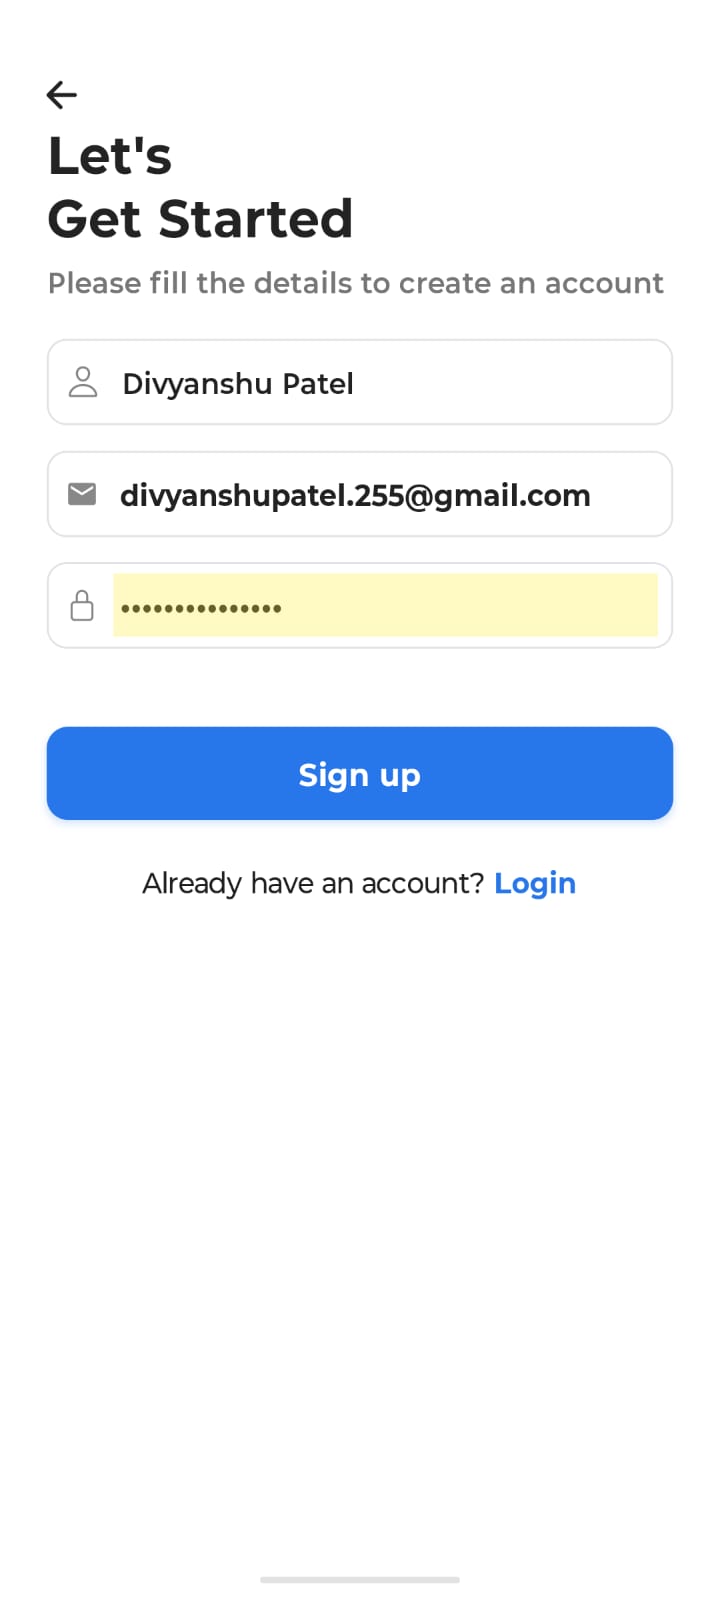 Let's
Get Started
Please fill the details to create an account
Divyanshu Patel
divyanshupatel.255@gmail.com
•••••••••••••••
Sign up
Already have an account? Login